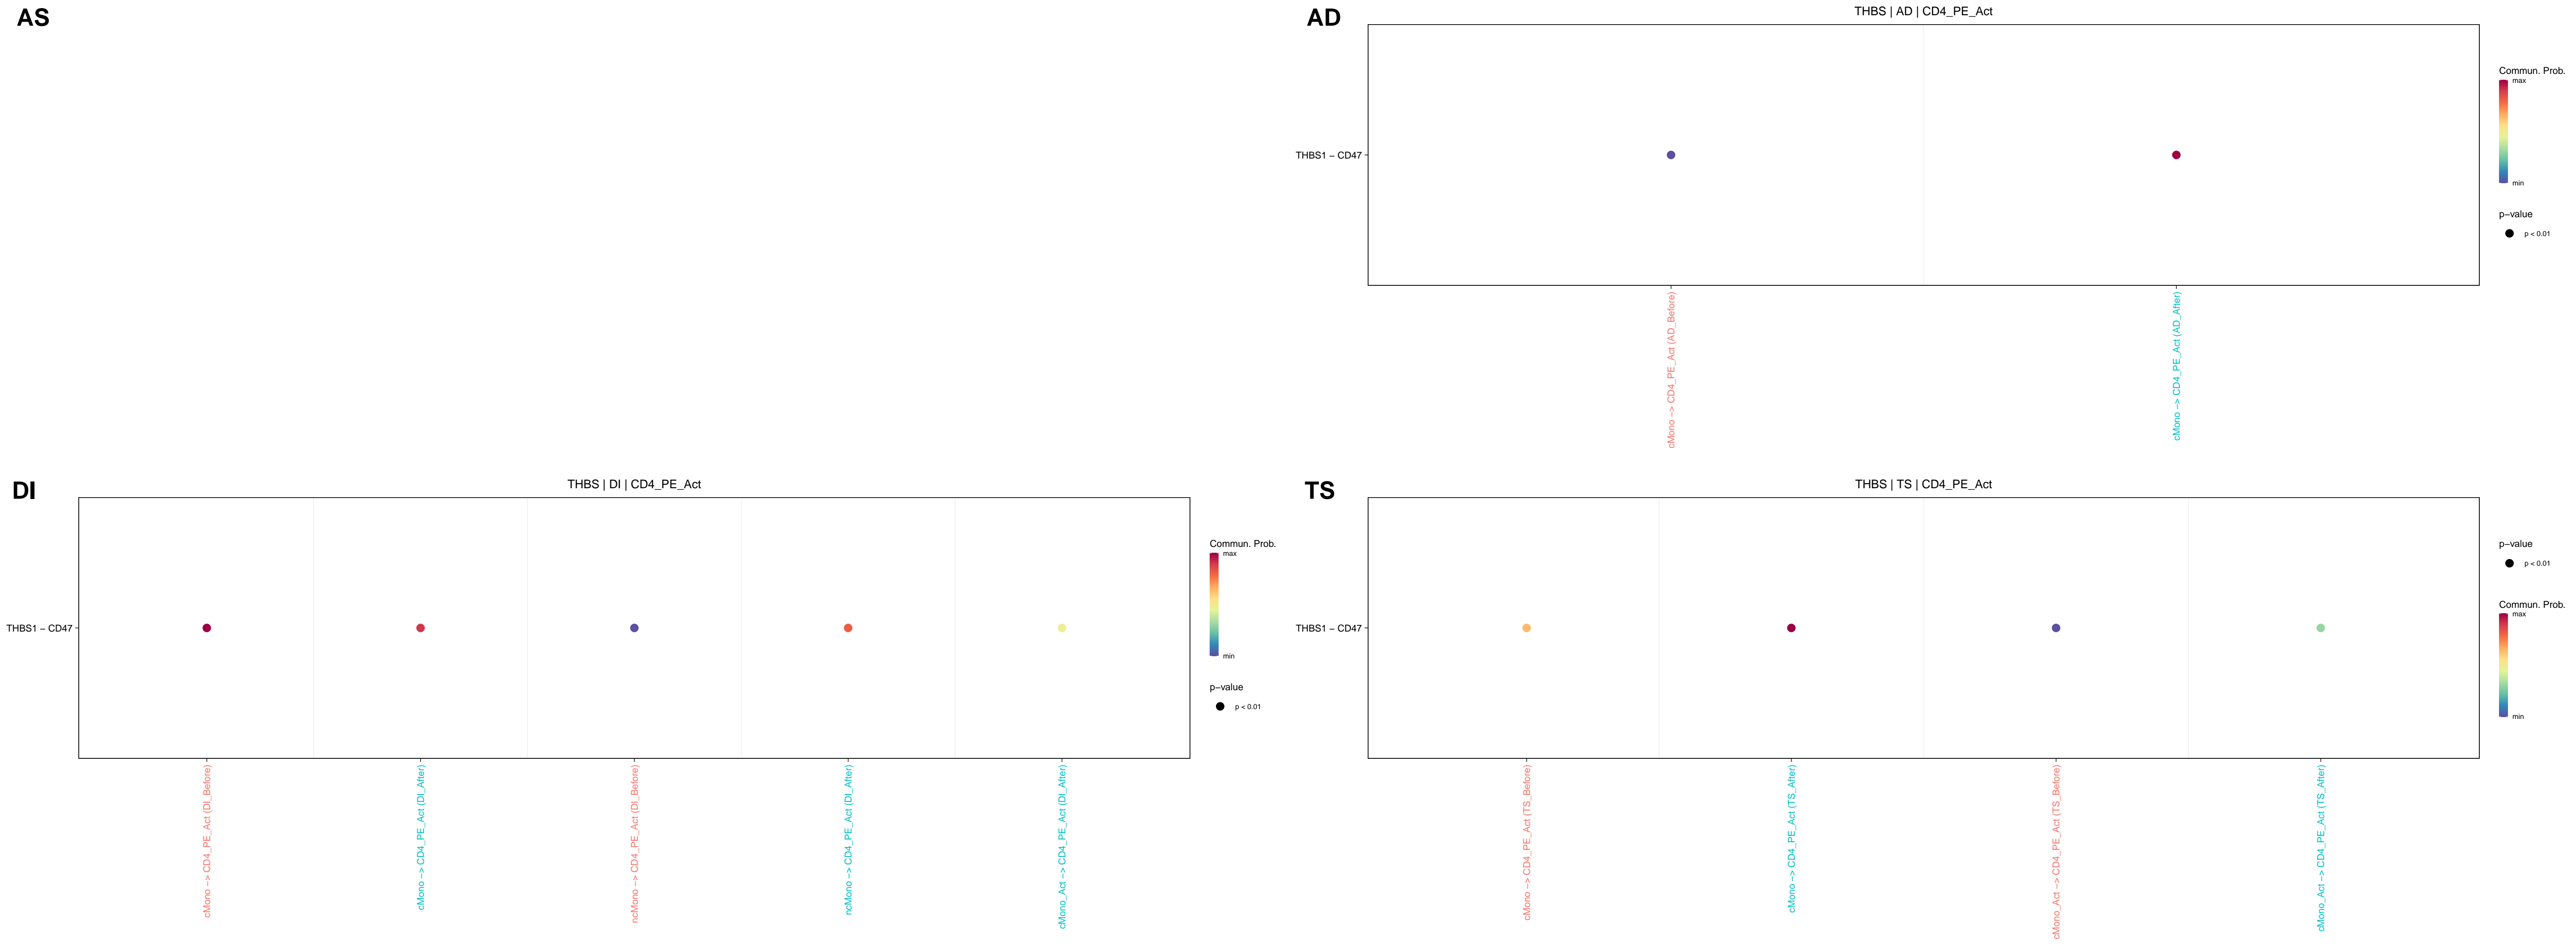 AS
AD
THBS | AD | CD4_PE_Act
THBS1 − CD47
cMono −> CD4_PE_Act (AD_Before)
cMono −> CD4_PE_Act (AD_After)
Commun. Prob.
max
min
p−value
p < 0.01
DI
THBS | DI | CD4_PE_Act
THBS1 − CD47
cMono −> CD4_PE_Act (DI_Before)
cMono −> CD4_PE_Act (DI_After)
ncMono −> CD4_PE_Act (DI_Before)
ncMono −> CD4_PE_Act (DI_After)
cMono_Act −> CD4_PE_Act (DI_After)
Commun. Prob.
max
min
p−value
p < 0.01
TS
THBS | TS | CD4_PE_Act
THBS1 − CD47
cMono −> CD4_PE_Act (TS_Before)
cMono −> CD4_PE_Act (TS_After)
cMono_Act −> CD4_PE_Act (TS_Before)
cMono_Act −> CD4_PE_Act (TS_After)
p−value
p < 0.01
Commun. Prob.
max
min